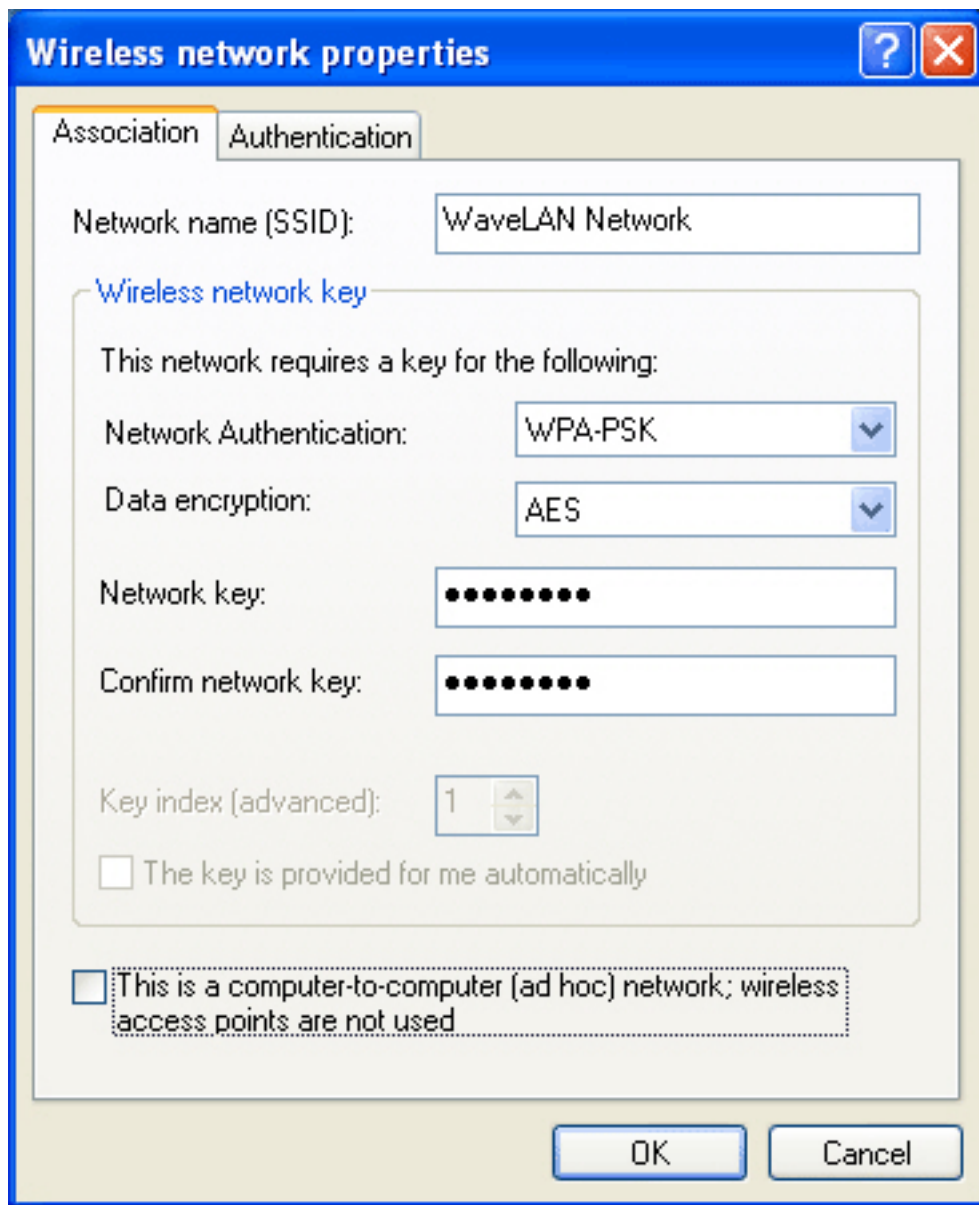 Wireless network properties
Association
Authentication
Network name (SSID):
WaveLAN Network
Wireless network key
This network requires a key for the following:
Network Authentication:
WPA-PSK
Data encryption:
AES
Network key:
●●●●●●●●
Confirm network key:
●●●●●●●●
Key index (advanced):
1
The key is provided for me automatically
This is a computer-to-computer (ad hoc) network; wireless
access points are not used
OK
Cancel